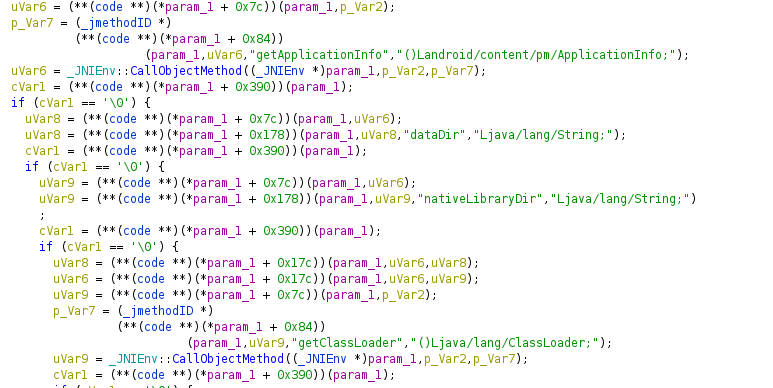 uVar6 = (**(code **)(*param_1 + 0x7c))(param_1,p_Var2);
p_Var7 = (_jmethodID *)
(**(code **)(*param_1 + 0x84))
(param_1,uVar6,"getApplicationInfo","()Landroid/content/pm/ApplicationInfo;");
uVar6 = _JNIEnv::CallObjectMethod((_JNIEnv *)param_1,p_Var2,p_Var7);
cVar1 = (**(code **)(*param_1 + 0x390))(param_1);
if (cVar1 == '\0') {
uVar8 = (**(code **)(*param_1 + 0x7c))(param_1,uVar6);
uVar8 = (**(code **)(*param_1 + 0x178))(param_1,uVar8,"dataDir","Ljava/lang/String;");
cVar1 = (**(code **)(*param_1 + 0x390))(param_1);
if (cVar1 == '\0') {
uVar9 = (**(code **)(*param_1 + 0x7c))(param_1,uVar6);
uVar9 = (**(code **)(*param_1 + 0x178))(param_1,uVar9,"nativeLibraryDir","Ljava/lang/String;")
;
cVar1 = (**(code **)(*param_1 + 0x390))(param_1);
if (cVar1 == '\0') {
uVar8 = (**(code **)(*param_1 + 0x17c))(param_1,uVar6,uVar8);
uVar6 = (**(code **)(*param_1 + 0x17c))(param_1,uVar6,uVar9);
uVar9 = (**(code **)(*param_1 + 0x7c))(param_1,p_Var2);
p_Var7 = (_jmethodID *)
(**(code **)(*param_1 + 0x84))
(param_1,uVar9,"getClassLoader","()Ljava/lang/ClassLoader;");
uVar9 = _JNIEnv::CallObjectMethod((_JNIEnv *)param_1,p_Var2,p_Var7);
cVar1 = (**(code **)(*param_1 + 0x390))(param_1);